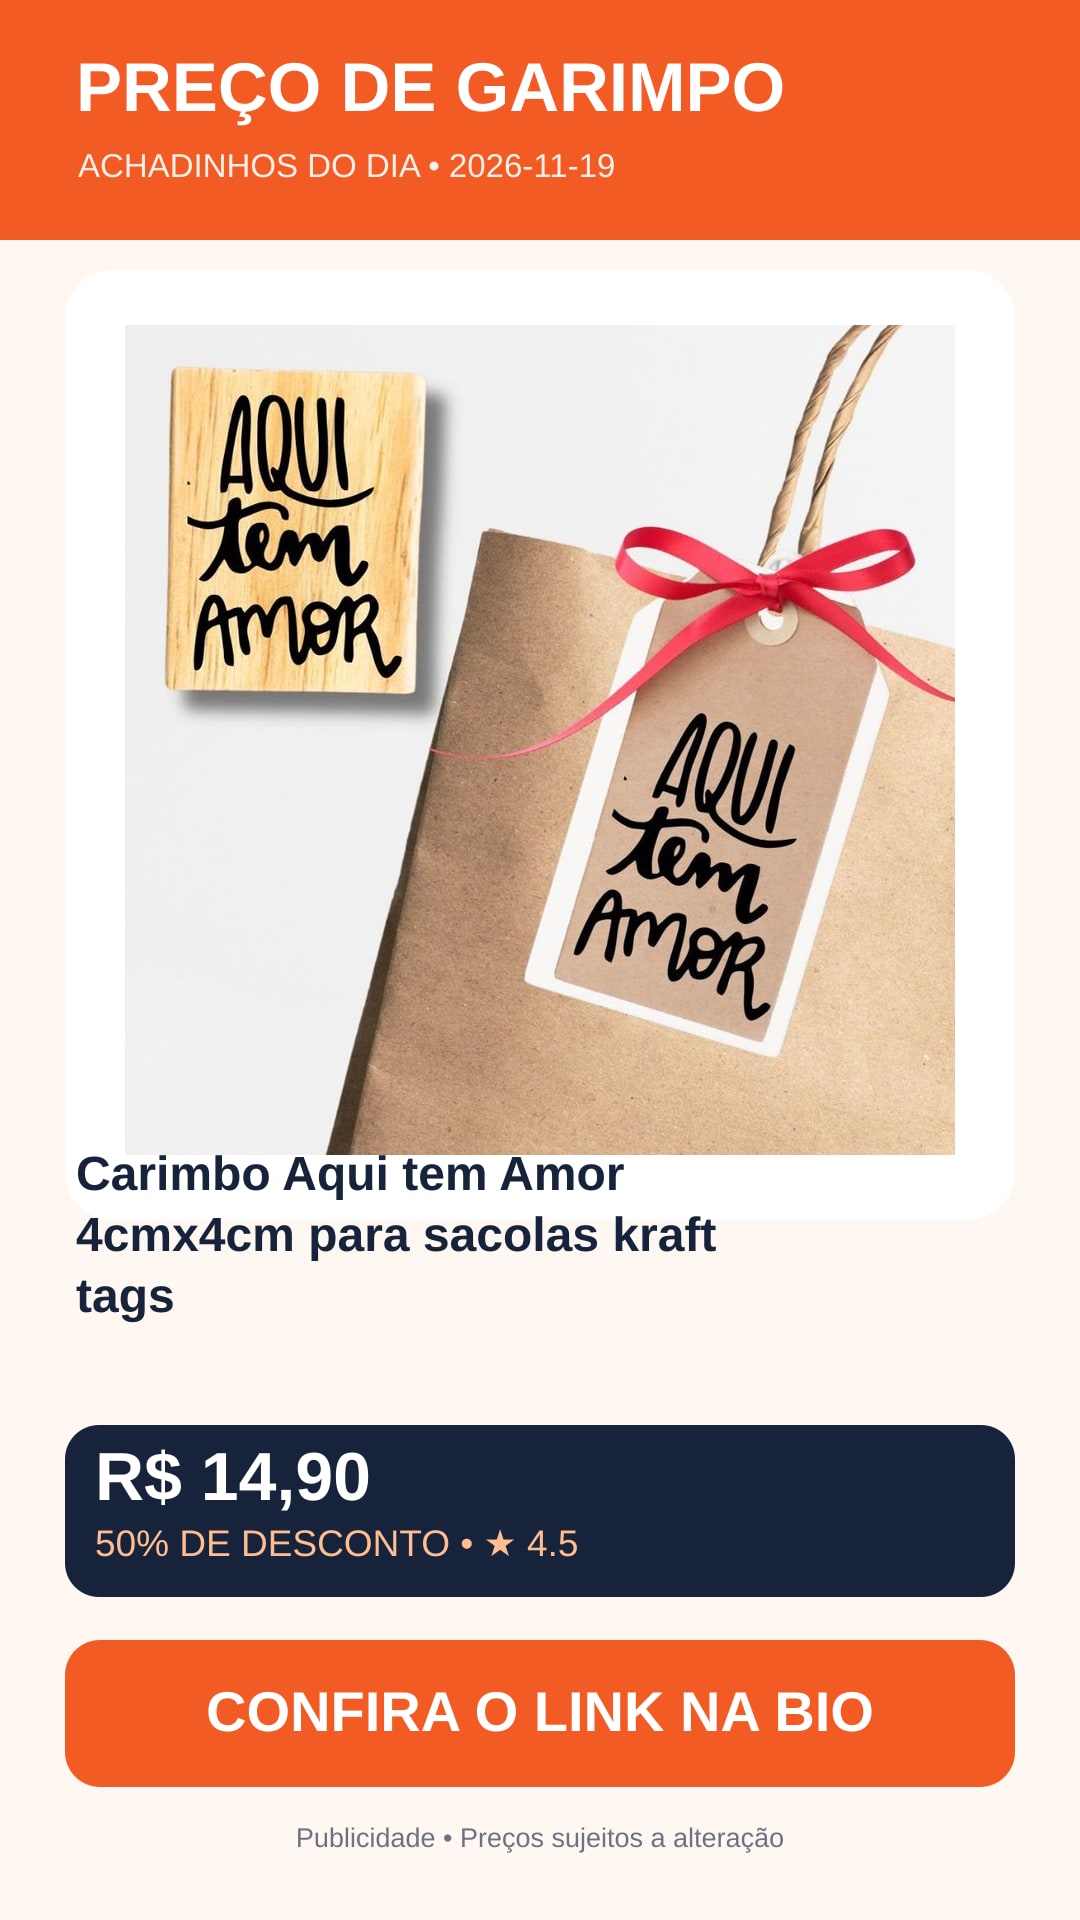 PREÇO DE GARIMPO
ACHADINHOS DO DIA • 2026-11-19
AQUI
tem
AMOR
AQUI
tem
AMOR
Carimbo Aqui tem Amor
4cmx4cm para sacolas kraft
tags
R$ 14,90
50% DE DESCONTO • ★ 4.5
CONFIRA O LINK NA BIO
Publicidade • Preços sujeitos a alteração